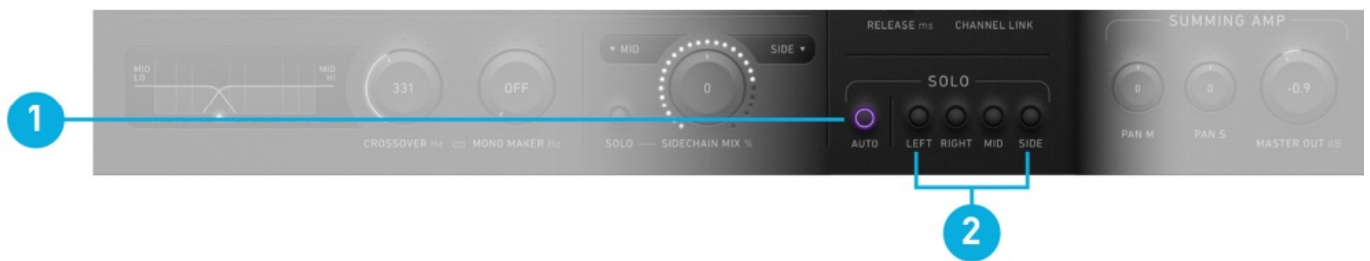 RELEASE ms CHANNEL LINK
SUMMING AMP
MID SIDE
MID LO MID HI
331 OFF 0
SOLO
0 0 -0.9
1
CROSSOVER Hz MONO MAKER Hz SOLO SIDECHAIN MIX %
AUTO LEFT RIGHT MID SIDE
PAN M PAN S MASTER OUT dB
2